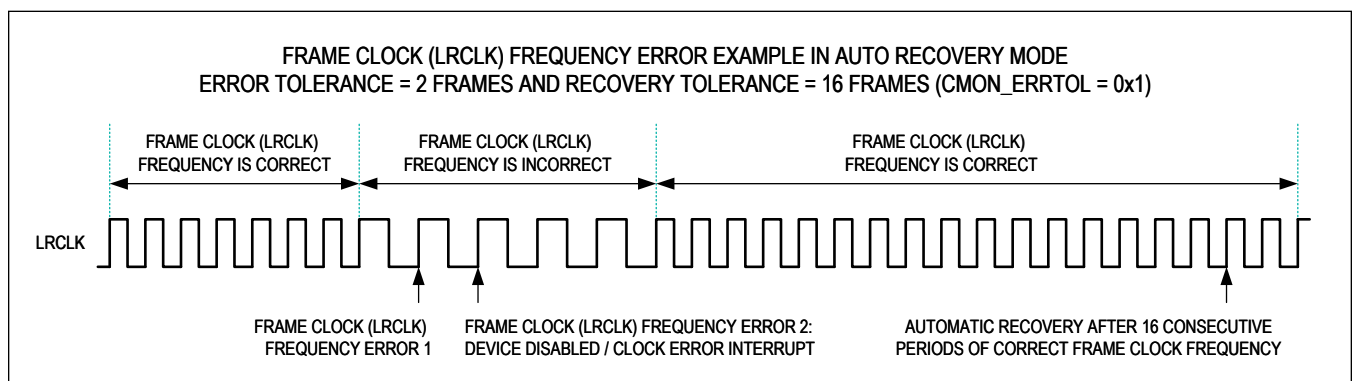 FRAME CLOCK (LRCLK) FREQUENCY ERROR EXAMPLE IN AUTO RECOVERY MODE
ERROR TOLERANCE = 2 FRAMES AND RECOVERY TOLERANCE = 16 FRAMES (CMON_ERRTOL = 0x1)
FRAME CLOCK (LRCLK)
FREQUENCY IS CORRECT
FRAME CLOCK (LRCLK)
FREQUENCY IS INCORRECT
FRAME CLOCK (LRCLK)
FREQUENCY IS CORRECT
LRCLK
FRAME CLOCK (LRCLK)
FREQUENCY ERROR 1
FRAME CLOCK (LRCLK) FREQUENCY ERROR 2:
DEVICE DISABLED / CLOCK ERROR INTERRUPT
AUTOMATIC RECOVERY AFTER 16 CONSECUTIVE
PERIODS OF CORRECT FRAME CLOCK FREQUENCY